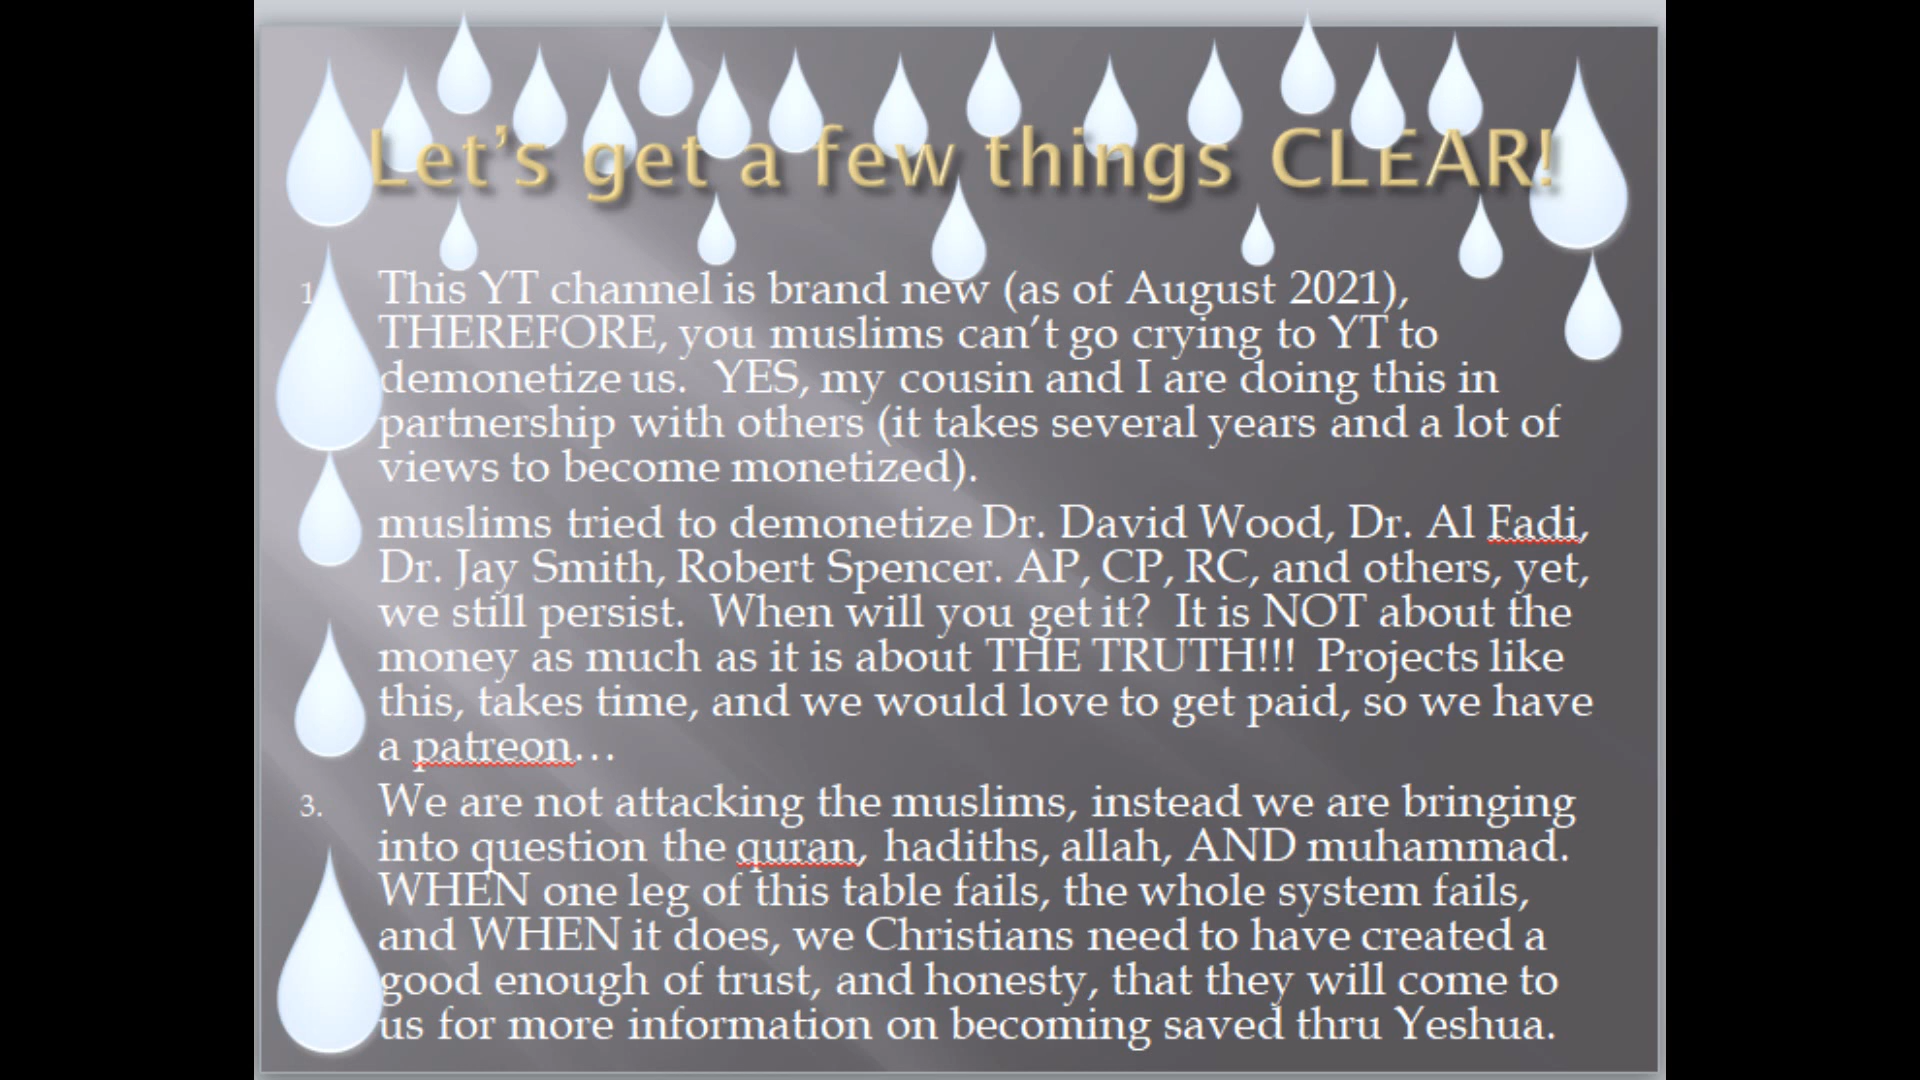 Let's get a few things CLEAR!
1. This YT channel is brand new (as of August 2021),
THEREFORE, you muslims can't go crying to YT to
demonetize us. YES, my cousin and I are doing this in
partnership with others (it takes several years and a lot of
views to become monetized).
muslims tried to demonetize Dr. David Wood, Dr. Al Fadi,
Dr. Jay Smith, Robert Spencer. AP, CP, RC, and others, yet,
we still persist. When will you get it? It is NOT about the
money as much as it is about THE TRUTH!!! Projects like
this, takes time, and we would love to get paid, so we have
a patreon…
3. We are not attacking the muslims, instead we are bringing
into question the quran, hadiths, allah, AND muhammad.
WHEN one leg of this table fails, the whole system fails,
and WHEN it does, we Christians need to have created a
good enough of trust, and honesty, that they will come to
us for more information on becoming saved thru Yeshua.